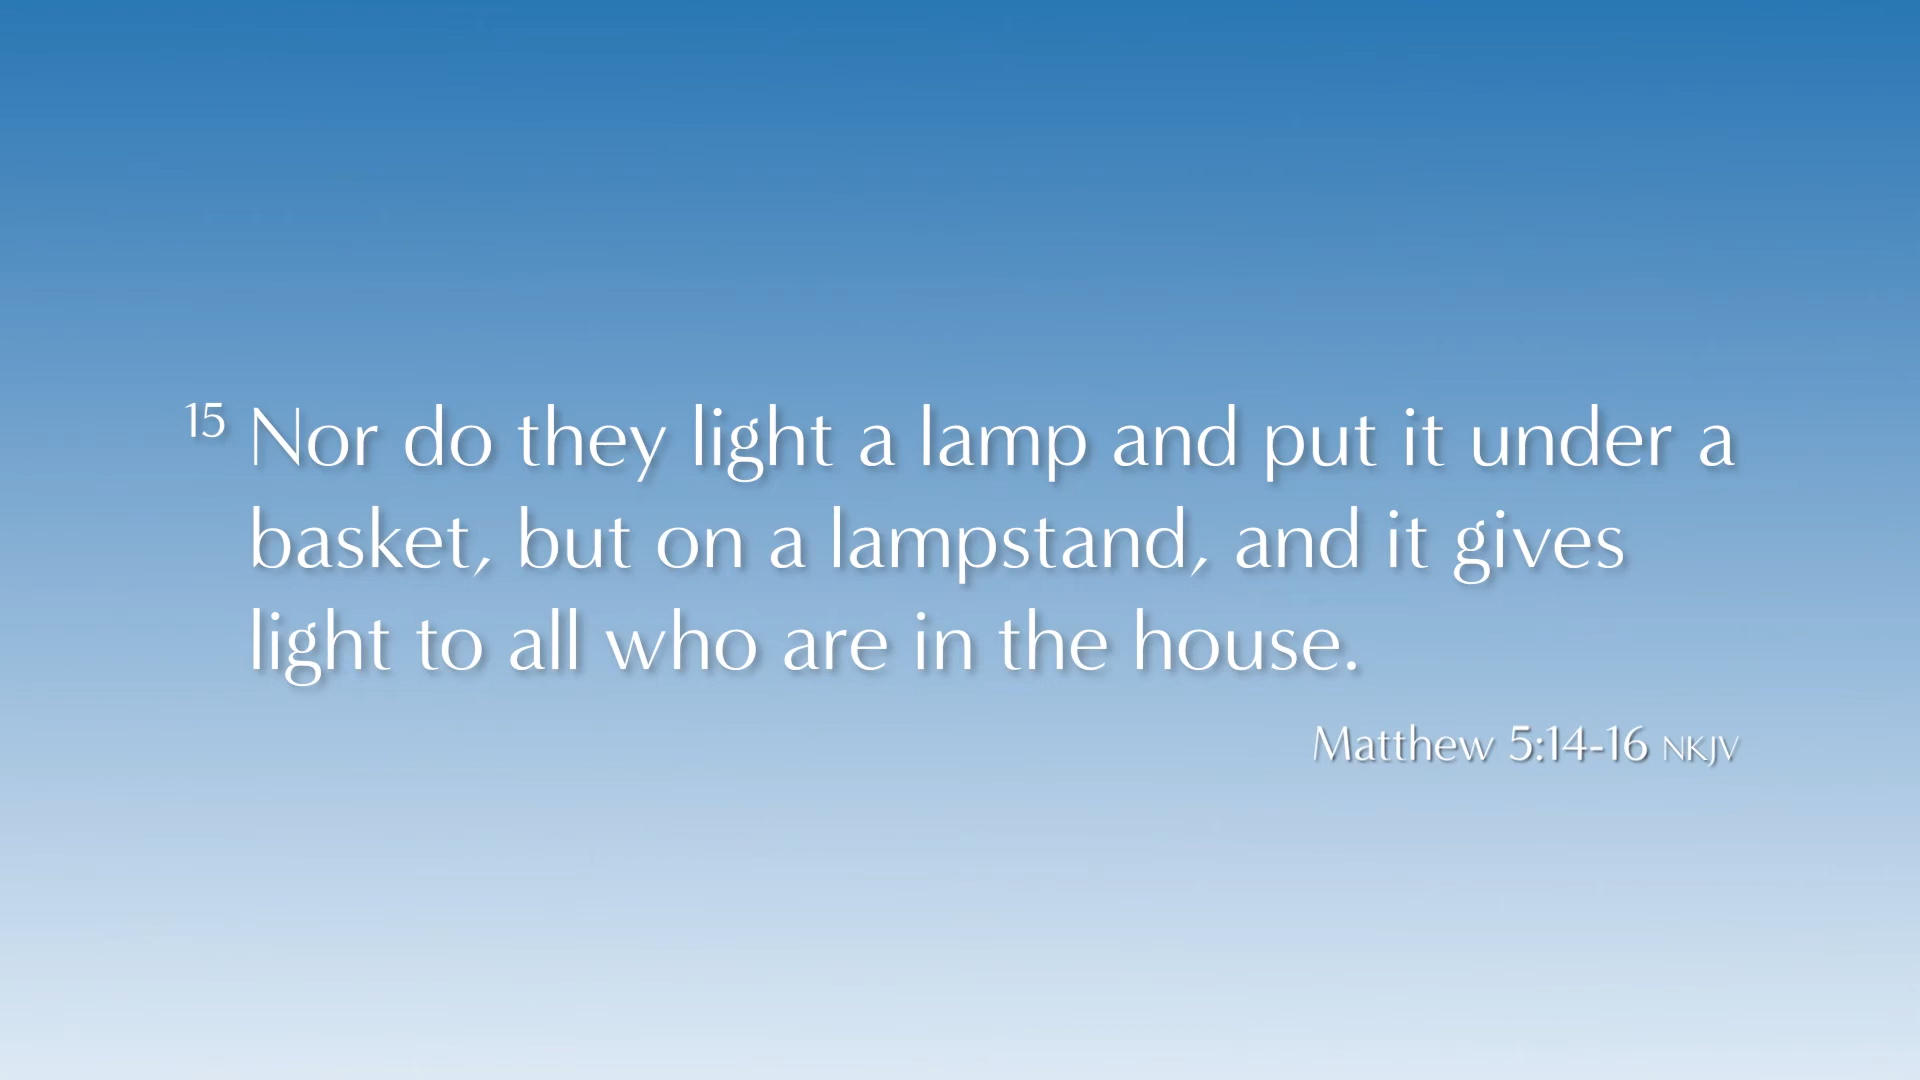 15 Nor do they light a lamp and put it under a
basket, but on a lampstand, and it gives
light to all who are in the house.
Matthew 5:14-16 NKJV